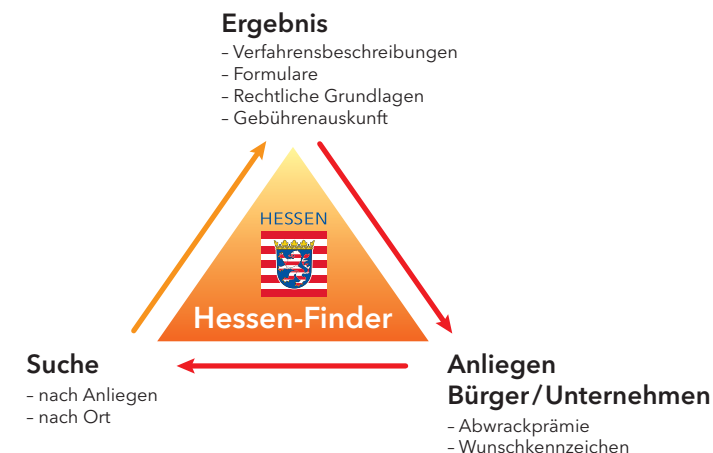 Ergebnis
– Verfahrensbeschreibungen
– Formulare
– Rechtliche Grundlagen
– Gebührenauskunft
HESSEN
Hessen-Finder
Suche
– nach Anliegen
– nach Ort
Anliegen
Bürger/Unternehmen
– Abwrackprämie
– Wunschkennzeichen